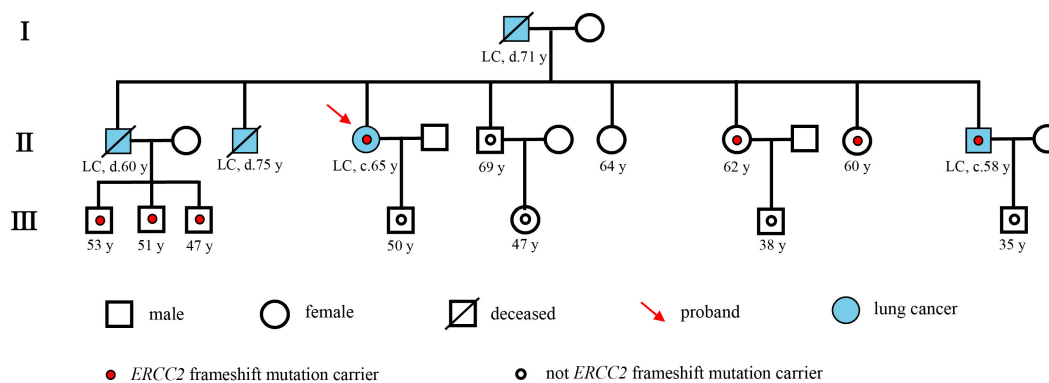 I
LC, d.71 y
II
LC, d.60 y LC, d.75 y LC, c.65 y 69 y 64 y 62 y 60 y LC, c.58 y
III
53 y 51 y 47 y 50 y 47 y 38 y 35 y
male female deceased proband lung cancer
ERCC2 frameshift mutation carrier not ERCC2 frameshift mutation carrier